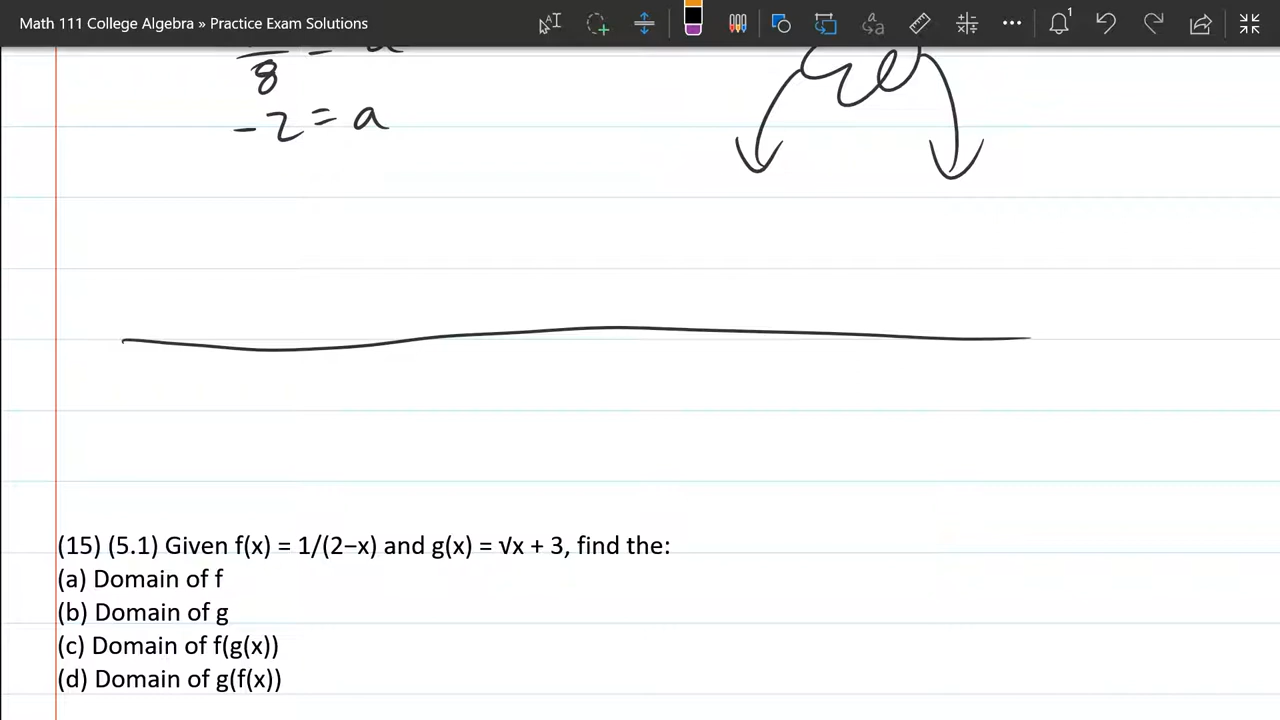 Math 111 College Algebra » Practice Exam Solutions
8
-2 = a
(15) (5.1) Given f(x) = 1/(2−x) and g(x) = √x + 3, find the:
(a) Domain of f
(b) Domain of g
(c) Domain of f(g(x))
(d) Domain of g(f(x))